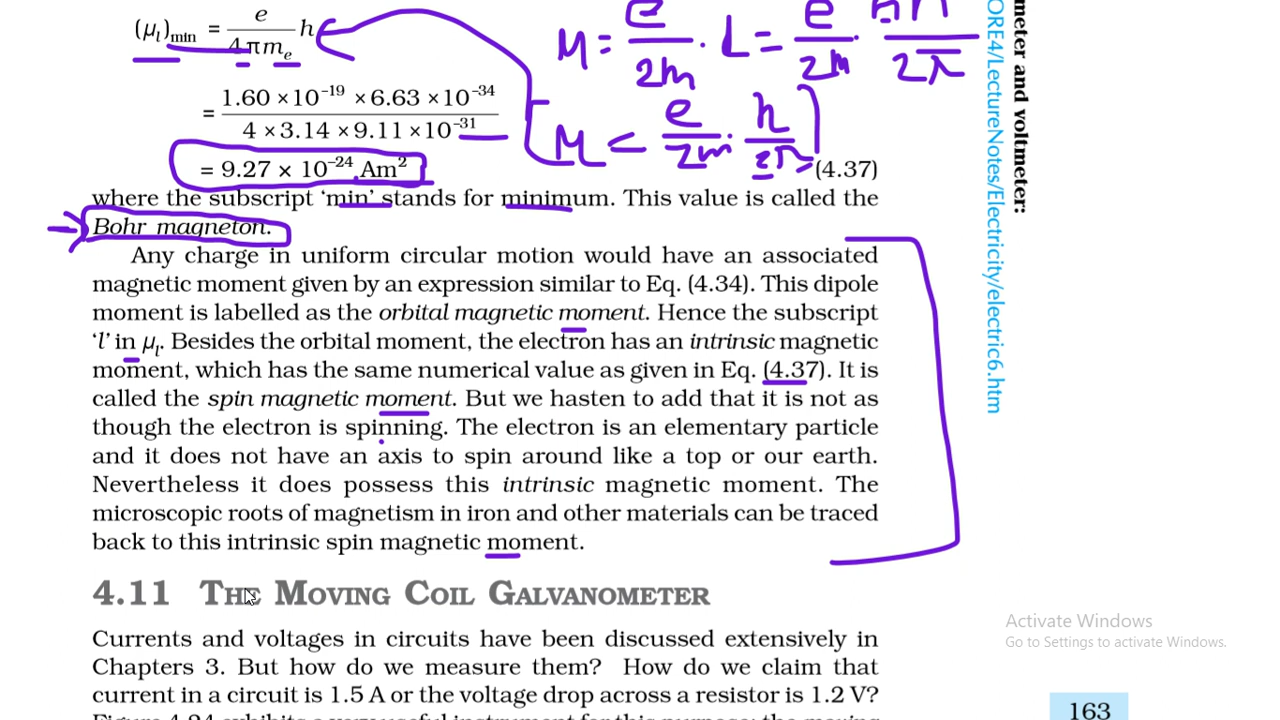 (μl)min = e / 4πme h
M = e/2m . L = e/2m . nh/2π
= 1.60 ×10–19 ×6.63 ×10–34 / 4 ×3.14 ×9.11 ×10–31
[M = e/2m . h/2π]
= 9.27 × 10–24 Am2 (4.37)
where the subscript ‘min’ stands for minimum. This value is called the
Bohr magneton.
Any charge in uniform circular motion would have an associated
magnetic moment given by an expression similar to Eq. (4.34). This dipole
moment is labelled as the orbital magnetic moment. Hence the subscript
‘l’ in μl. Besides the orbital moment, the electron has an intrinsic magnetic
moment, which has the same numerical value as given in Eq. (4.37). It is
called the spin magnetic moment. But we hasten to add that it is not as
though the electron is spinning. The electron is an elementary particle
and it does not have an axis to spin around like a top or our earth.
Nevertheless it does possess this intrinsic magnetic moment. The
microscopic roots of magnetism in iron and other materials can be traced
back to this intrinsic spin magnetic moment.
4.11 THE MOVING COIL GALVANOMETER
Currents and voltages in circuits have been discussed extensively in
Chapters 3. But how do we measure them? How do we claim that
current in a circuit is 1.5 A or the voltage drop across a resistor is 1.2 V?
meter and voltmeter:
ORE4/LectureNotes/Electricity/electric6.htm
Activate Windows
Go to Settings to activate Windows.
163